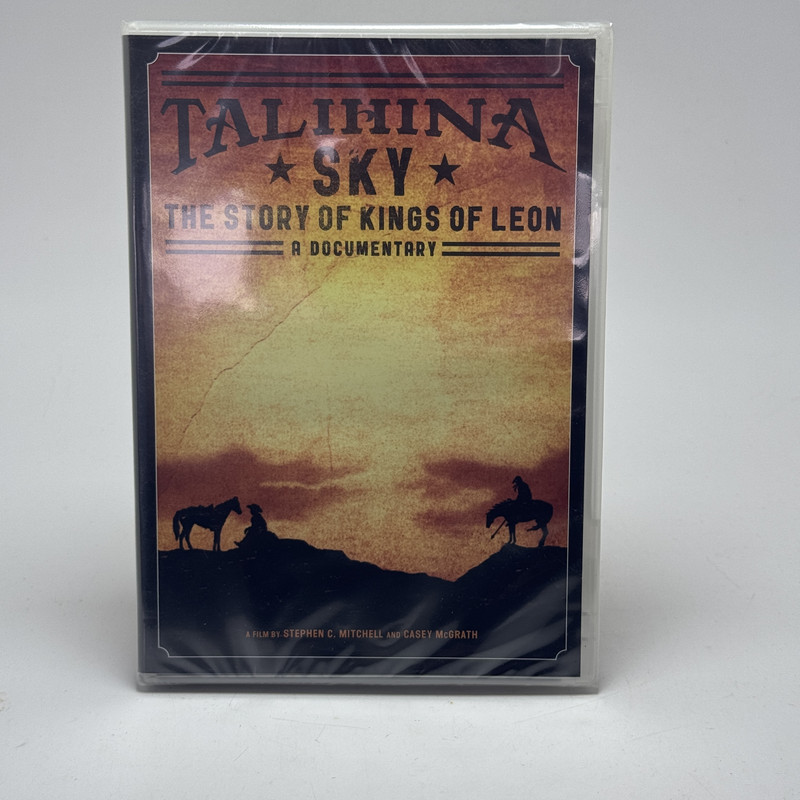 TALIHINA
★ SKY ★
THE STORY OF KINGS OF LEON
A DOCUMENTARY
A FILM BY STEPHEN C. MITCHELL AND CASEY McGRATH